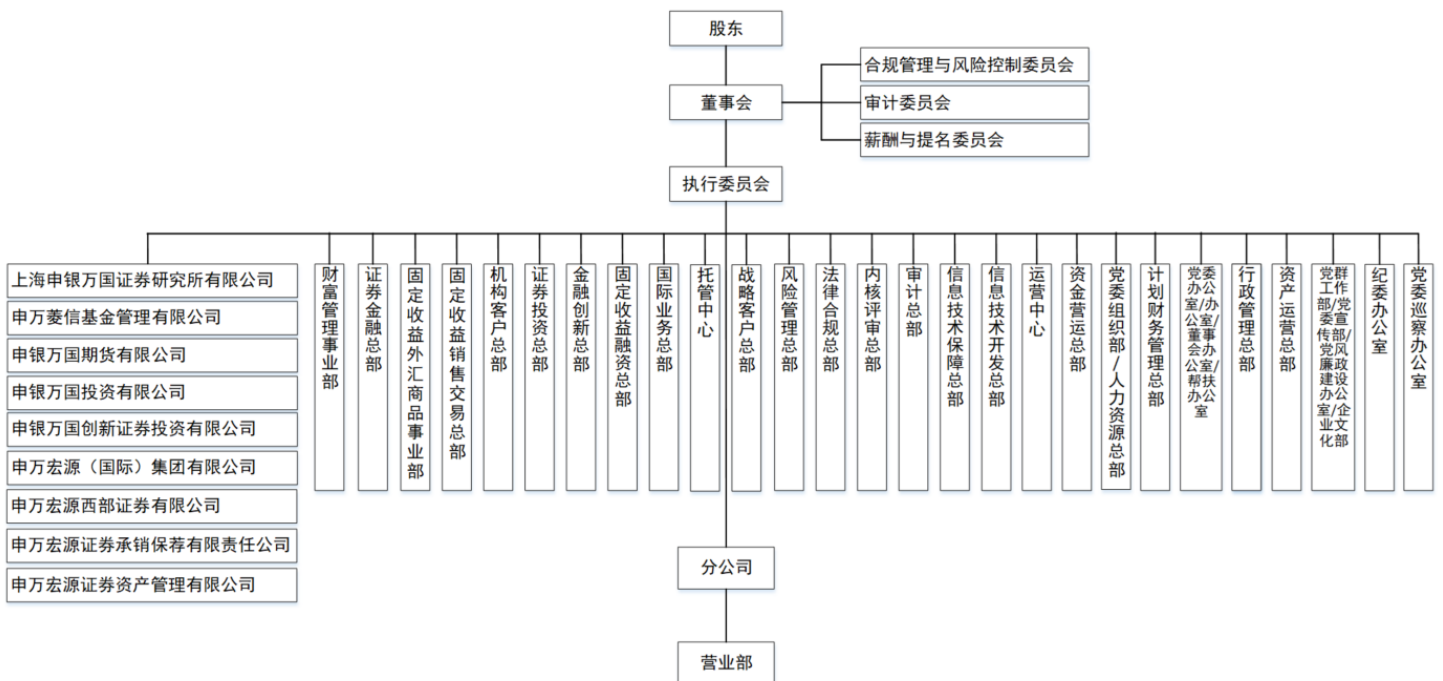 股东
董事会
合规管理与风险控制委员会
审计委员会
薪酬与提名委员会
执行委员会
上海申银万国证券研究所有限公司
申万菱信基金管理有限公司
申银万国期货有限公司
申银万国投资有限公司
申银万国创新证券投资有限公司
申万宏源（国际）集团有限公司
申万宏源西部证券有限公司
申万宏源证券承销保荐有限责任公司
申万宏源证券资产管理有限公司
财富管理事业部
证券金融总部
固定收益外汇商品事业部
固定收益销售交易总部
机构客户总部
证券投资总部
金融创新总部
固定收益融资总部
国际业务总部
托管中心
战略客户总部
风险管理总部
法律合规总部
内核评审总部
审计总部
信息技术保障总部
信息技术开发总部
运营中心
资金营运总部
党委组织部/人力资源总部
计划财务管理总部
党委办公室/办公室/董事会办公室/帮扶办公室
行政管理总部
资产运营总部
党群工作部/党委宣传部/党风廉政建设办公室/企业文化部
纪委办公室
党委巡察办公室
分公司
营业部